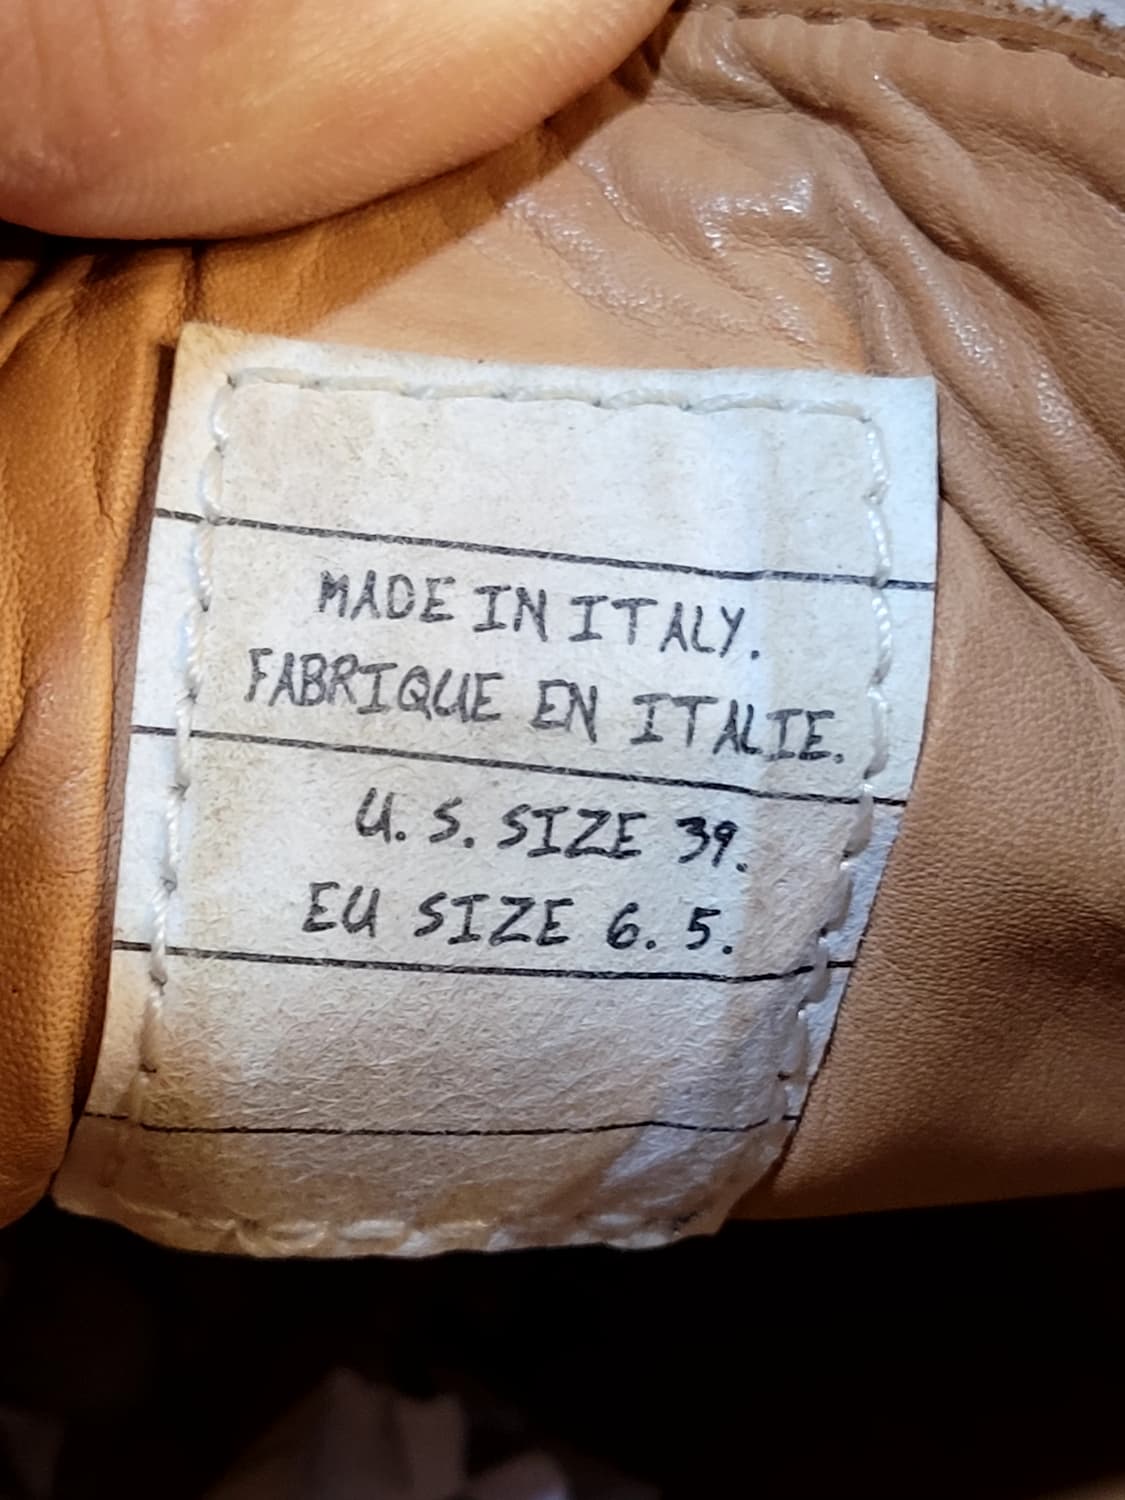 MADE IN ITALY.
FABRIQUE EN ITALIE.
U.S. SIZE 39.
EU SIZE 6.5.